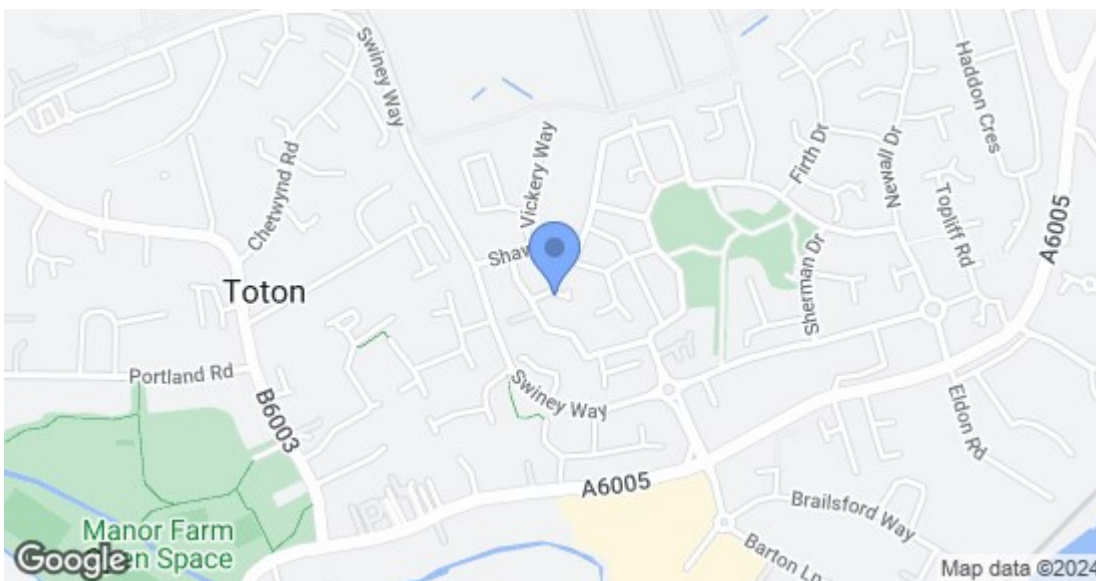 Swiney Way
Haddon Cres
Chetwynd Rd
Vickery Way
Firth Dr
Newall Dr
Topliff Rd
A6005
Shaw
Toton
Sherman Dr
Portland Rd
B6003
Swiney Way
Eldon Rd
A6005
Brailsford Way
Manor Farm
Space
Barton Ln
Google
Map data ©2024